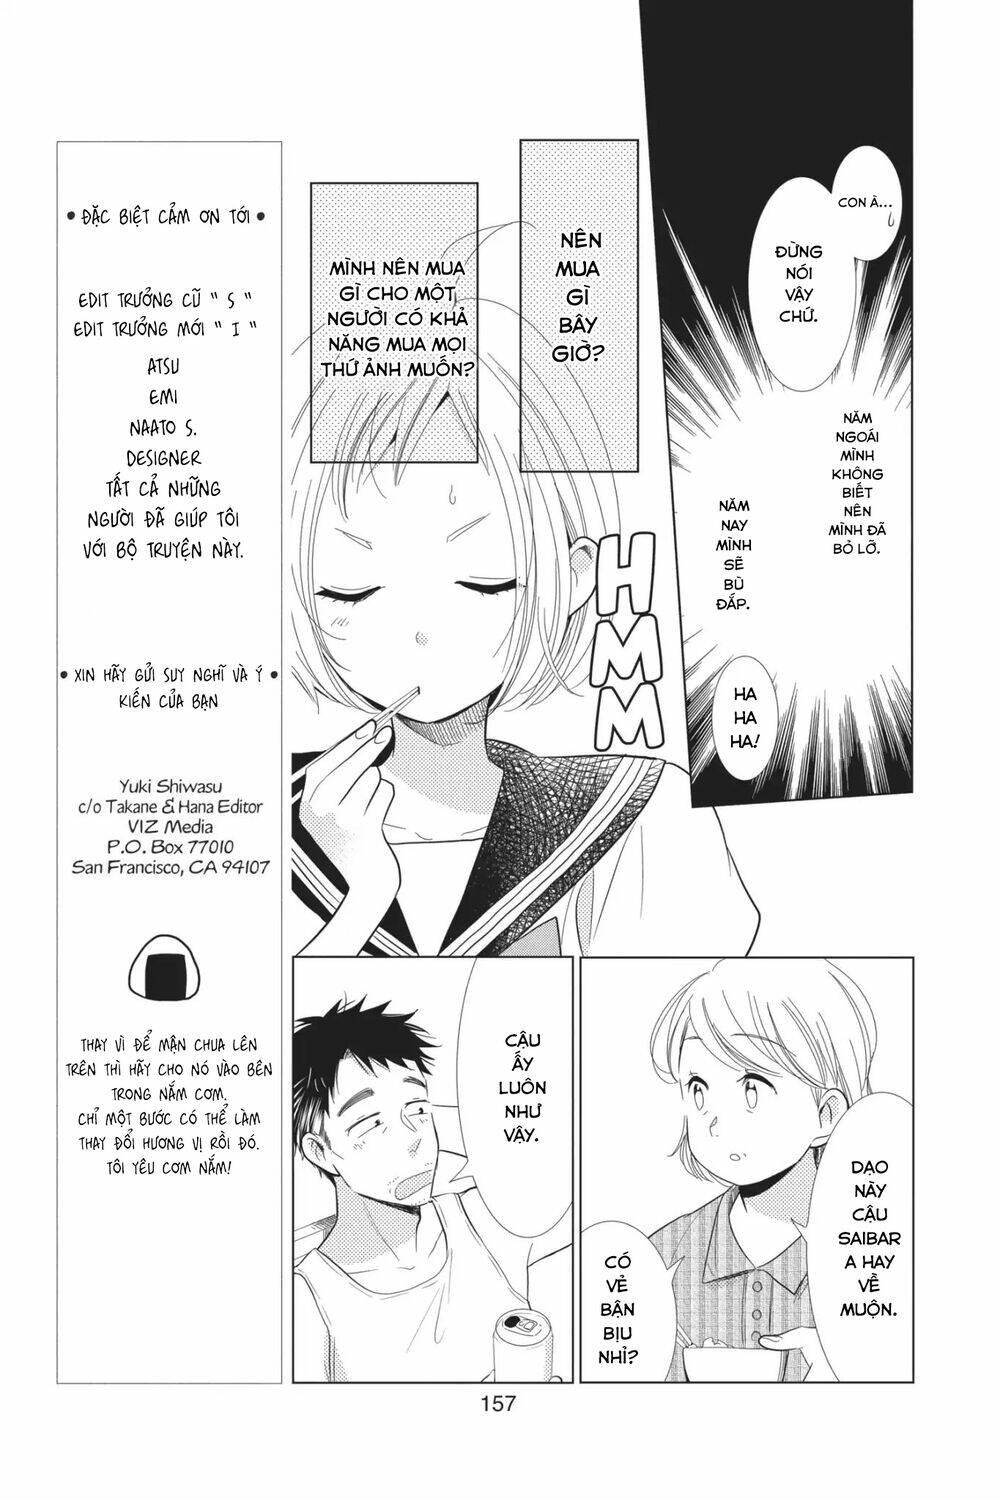 CON À...
ĐỪNG
NÓI
VẬY
CHỨ.
NĂM
NGOÁI
MÌNH
KHÔNG
BIẾT
NÊN
MÌNH ĐÃ
BỎ LỠ.
NĂM
NAY MÌNH
SẼ
BÙ
ĐẮP.
HA
HA
HA!
NÊN
MUA
GÌ
BÂY
GIỜ?
MÌNH NÊN MUA
GÌ CHO MỘT
NGƯỜI CÓ KHẢ
NĂNG MUA MỌI
THỨ ẢNH MUỐN?
HMM
DẠO
NÀY
CẬU
SAIBAR
A HAY
VỀ
MUỘN.
CÓ
VẺ
BẬN
BỊU
NHỈ?
CẬU
ẤY
LUÔN
NHƯ
VẬY.
• ĐẶC BIỆT CẢM ƠN TỚI •
EDIT TRƯỞNG CŨ " S "
EDIT TRƯỞNG MỚI " I "
ATSU
EMI
NAATO S.
DESIGNER
TẤT CẢ NHỮNG
NGƯỜI ĐÃ GIÚP TÔI
VỚI BỘ TRUYỆN NÀY.
• XIN HÃY GỬI SUY NGHĨ VÀ Ý •
KIẾN CỦA BẠN
Yuki Shiwasu
c/o Takane & Hana Editor
VIZ Media
P.O. Box 77010
San Francisco, CA 94107
THAY VÌ ĐỂ MẬN CHUA LÊN
TRÊN THÌ HÃY CHO NÓ VÀO BÊN
TRONG NẮM CƠM.
CHỈ MỘT BƯỚC CÓ THỂ LÀM
THAY ĐỔI HƯƠNG VỊ RỒI ĐÓ.
TÔI YÊU CƠM NẮM!
157